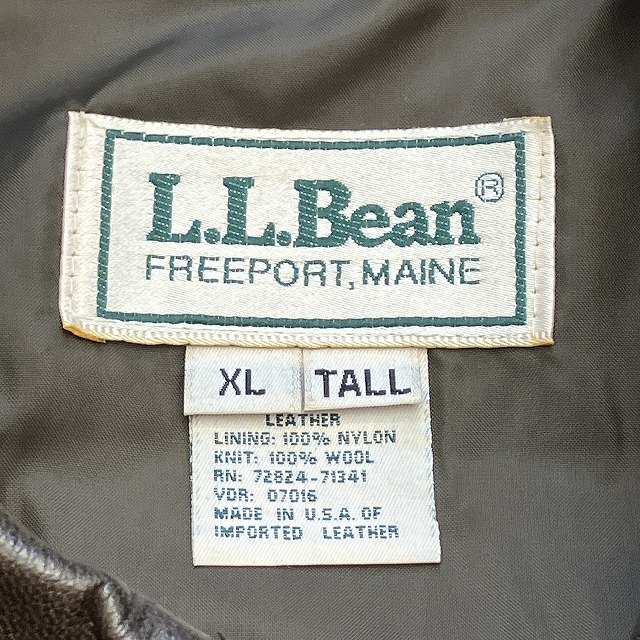 L.L.Bean®
FREEPORT, MAINE
XL TALL
LEATHER
LINING: 100% NYLON
KNIT: 100% WOOL
RN: 72824-71341
VDR: 07016
MADE IN U.S.A. OF
IMPORTED LEATHER